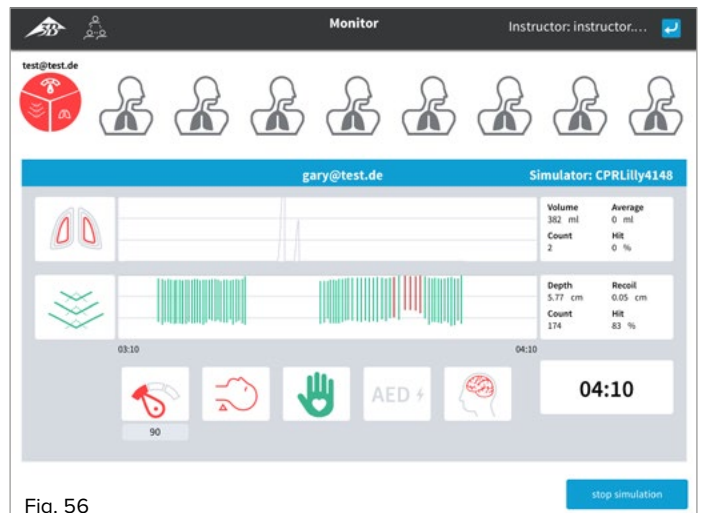 3B
Monitor
Instructor: instructor....
test@test.de
gary@test.de
Simulator: CPRLilly4148
Volume Average
382 ml 0 ml
Count Hit
2 0 %
Depth Recoil
5.77 cm 0.05 cm
Count Hit
174 83 %
03:10
04:10
AED
04:10
90
stop simulation
Fig. 56